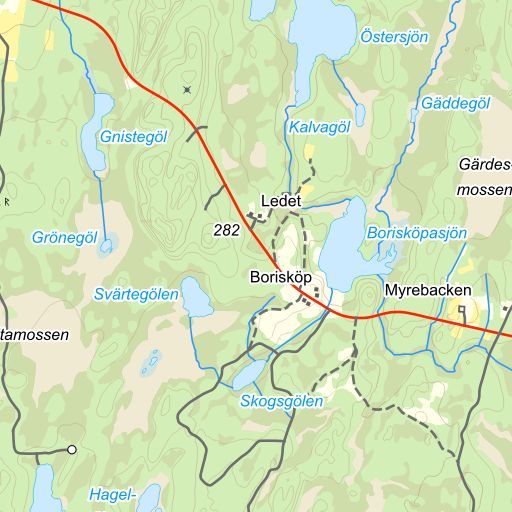 Östersjön
Gäddegöl
Kalvagöl
Gnistegöl
Gärdes-
mossen
R
Ledet
282
Grönegöl
Borisköpasjön
Borisköp
Svärtegölen
Myrebacken
tamossen
Skogsgölen
Hagel-